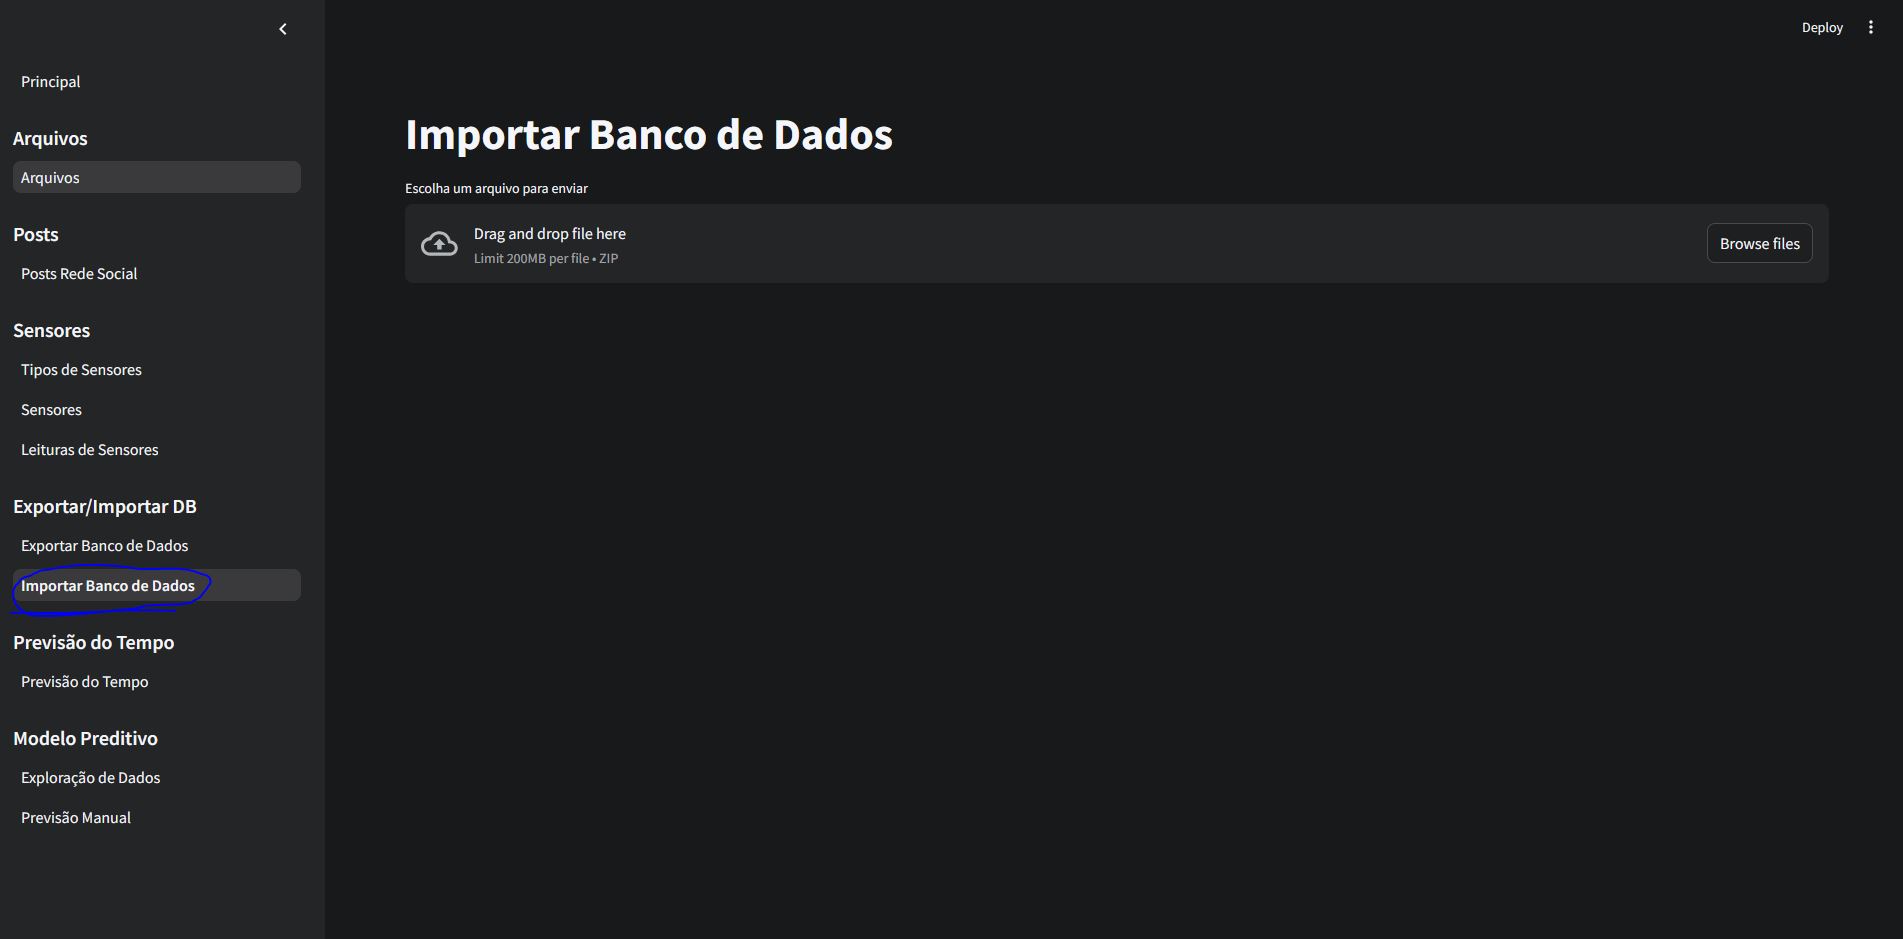 Deploy
Principal
Arquivos
Arquivos
Posts
Posts Rede Social
Sensores
Tipos de Sensores
Sensores
Leituras de Sensores
Exportar/Importar DB
Exportar Banco de Dados
Importar Banco de Dados
Previsão do Tempo
Previsão do Tempo
Modelo Preditivo
Exploração de Dados
Previsão Manual
Importar Banco de Dados
Escolha um arquivo para enviar
Drag and drop file here
Limit 200MB per file • ZIP
Browse files